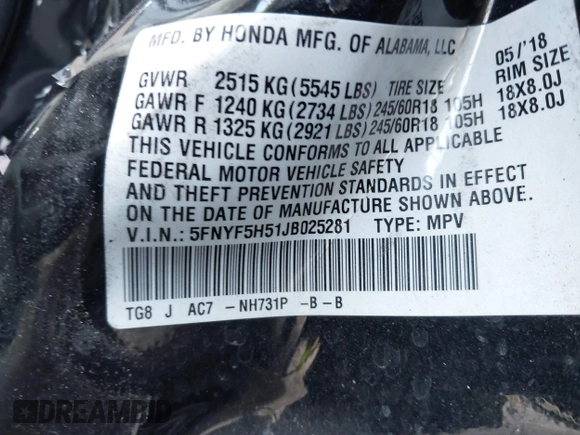 MFD. BY HONDA MFG. OF ALABAMA, LLC 05/'18
GVWR 2515 KG (5545 LBS) TIRE SIZE RIM SIZE
GAWR F 1240 KG (2734 LBS) 245/60R18 105H 18X8.0J
GAWR R 1325 KG (2921 LBS) 245/60R18 105H 18X8.0J
THIS VEHICLE CONFORMS TO ALL APPLICABLE
FEDERAL MOTOR VEHICLE SAFETY
AND THEFT PREVENTION STANDARDS IN EFFECT
ON THE DATE OF MANUFACTURE SHOWN ABOVE.
V.I.N.: 5FNYF5H51JB025281 TYPE: MPV
TG8 J AC7 -NH731P -B-B
DREAMBID